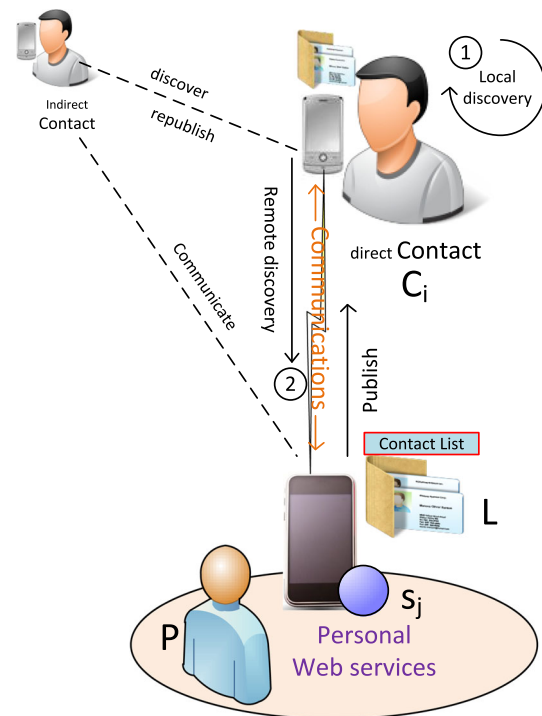 1
Local
discovery
discover
republish
Indirect
Contact
Remote discovery
Communications
direct Contact
Ci
Communicate
2
Publish
Contact List
L
sj
P
Personal
Web services